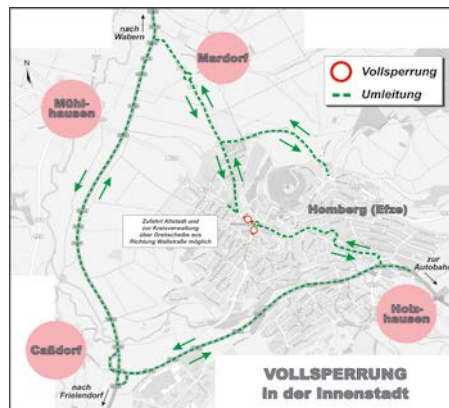 nach
Wabern
Mardorf
Vollsperrung
Umleitung
N
Mühl-
hausen
Homberg (Efze)
Zufahrt Altstadt und
zur Kreisverwaltung
über Drehscheibe aus
Richtung Wallstraße möglich
zur
Autobahn
Holz-
hausen
Caßdorf
nach
Frielendorf
VOLLSPERRUNG
in der Innenstadt